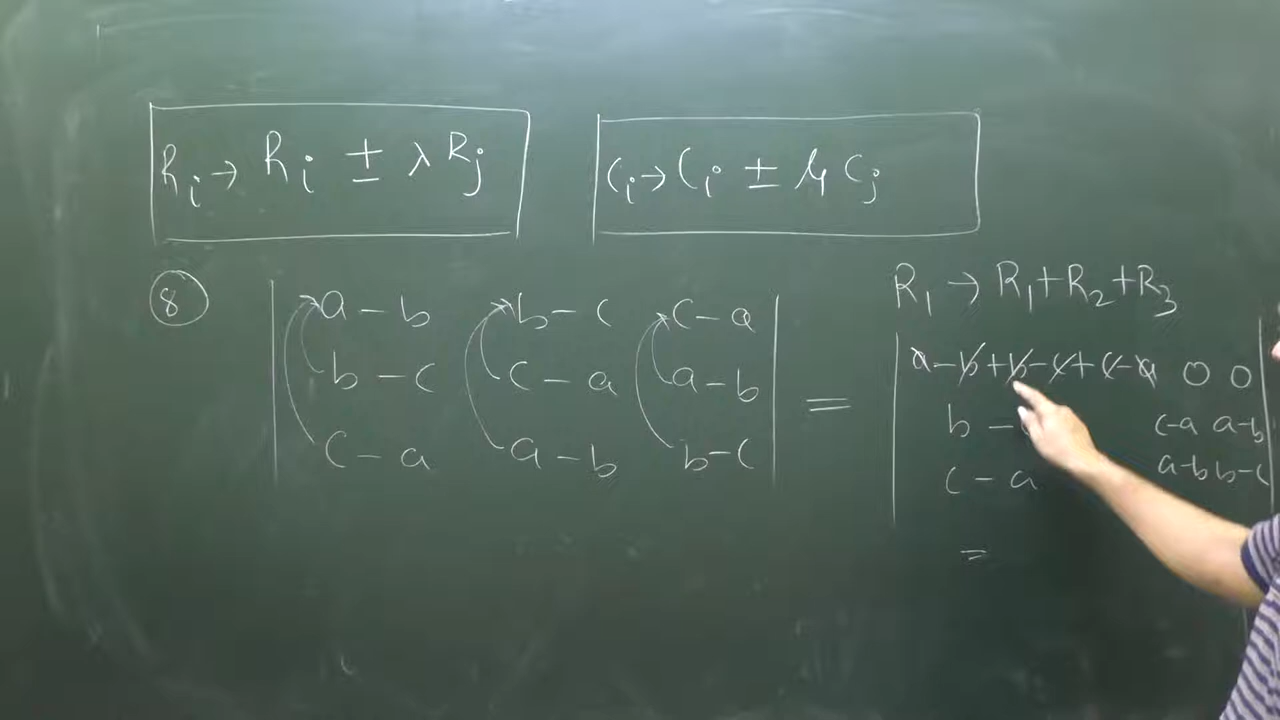 Rᵢ → Rᵢ ± λ Rⱼ
Cᵢ → Cᵢ ± μ Cⱼ
8
a - b b - c c - a
b - c c - a a - b
c - a a - b b - c
=
R₁ → R₁ + R₂ + R₃
a - b + b - c + c - a 0 0
b - c - a a - b
c - a a - b b - c
=